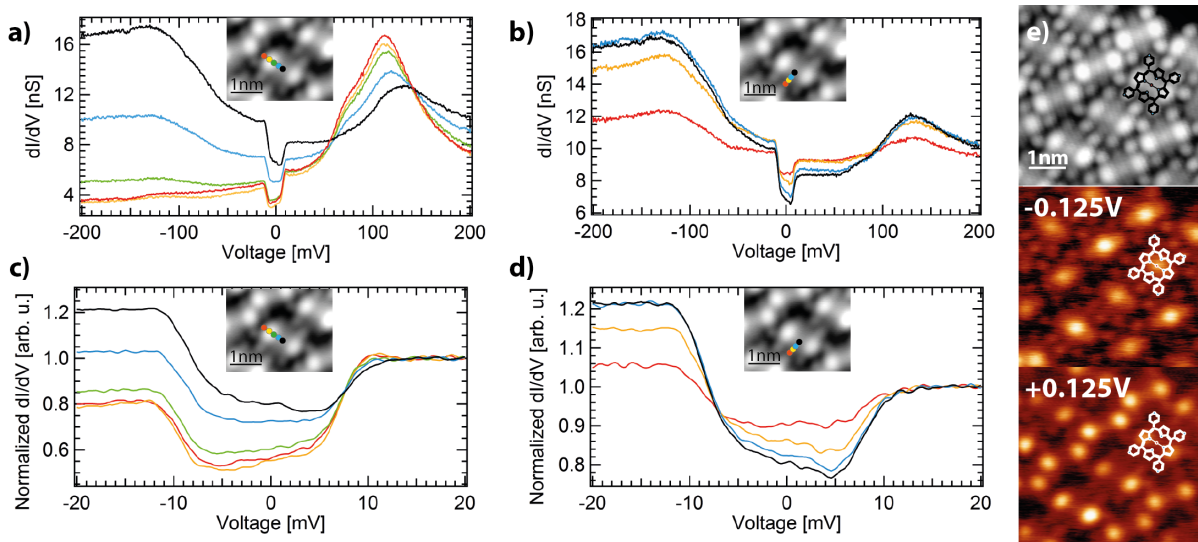 a)
dI/dV [nS]
16
12
8
4
1nm
-200
-100
0
100
200
Voltage [mV]
b)
dI/dV [nS]
16
14
12
10
8
6
1nm
-200
-100
0
100
200
Voltage [mV]
c)
Normalized dI/dV [arb. u.]
1.2
1.0
0.8
0.6
1nm
-20
-10
0
10
20
Voltage [mV]
d)
Normalized dI/dV [arb. u.]
1.2
1.1
1.0
0.9
0.8
1nm
-20
-10
0
10
20
Voltage [mV]
e)
1nm
-0.125V
+0.125V